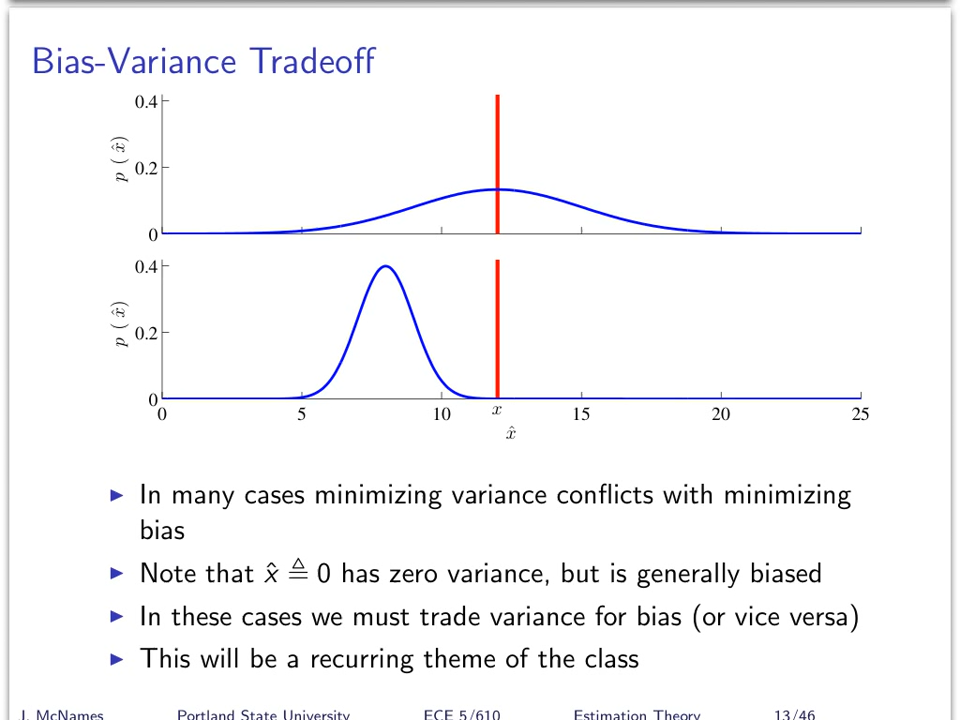 Bias-Variance Tradeoff
0.4
p ( x̂)
0.2
0
0.4
p ( x̂)
0.2
0
0 5 10 x 15 20 25
x̂
In many cases minimizing variance conflicts with minimizing
bias
Note that x̂ ≜ 0 has zero variance, but is generally biased
In these cases we must trade variance for bias (or vice versa)
This will be a recurring theme of the class
J. McNames Portland State University ECE 5/610 Estimation Theory 13/46